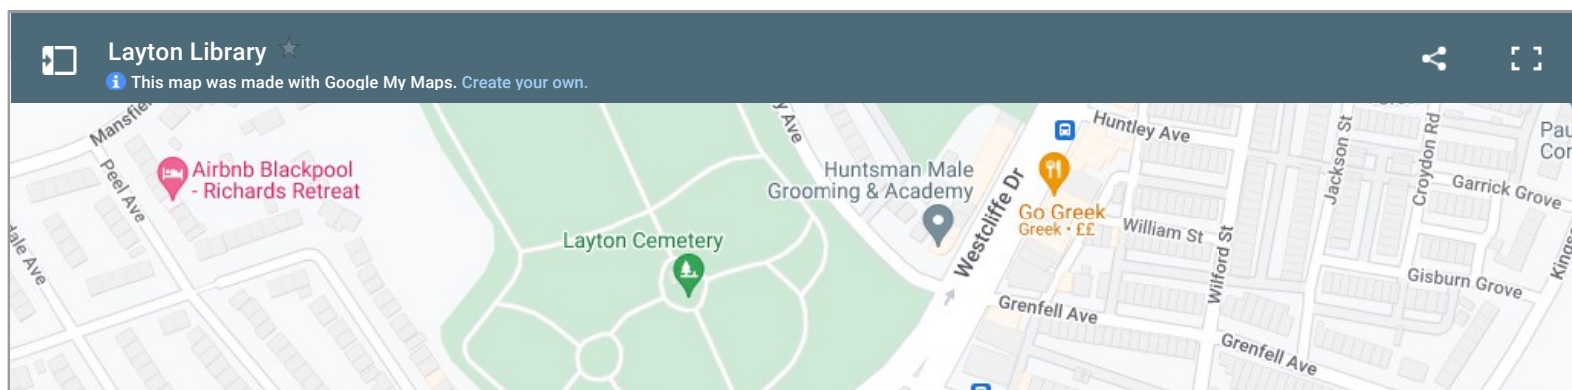 Layton Library
This map was made with Google My Maps. Create your own.
Peel Ave
Airbnb Blackpool
- Richards Retreat
Layton Cemetery
Ave
Huntsman Male
Grooming & Academy
Westcliffe Dr
Go Greek
Greek • ££
Huntley Ave
William St
Wilford St
Jackson St
Croydon Rd
Garrick Grove
Gisburn Grove
Grenfell Ave
Grenfell Ave
Ave